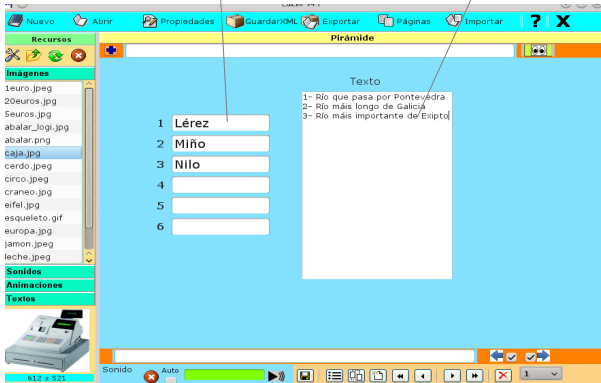 Nuevo Abrir Propiedades GuardarXML Exportar Páginas Importar ? X
Recursos
Pirámide
Imágenes
1euro.jpeg
20euros.jpg
5euros.jpg
abalar_logi.jpg
abalar.png
caja.jpg
cerdo.jpeg
circo.jpeg
craneo.jpeg
eifel.jpg
esqueleto.gif
europa.jpg
jamon.jpeg
leche.jpeg
Sonidos
Animaciones
Textos
612 x 521
Texto
1- Río que pasa por Pontevedra
2- Río máis longo de Galicia
3- Río máis importante de Exipto
1 Lérez
2 Miño
3 Nilo
4
5
6
Sonido Auto 1